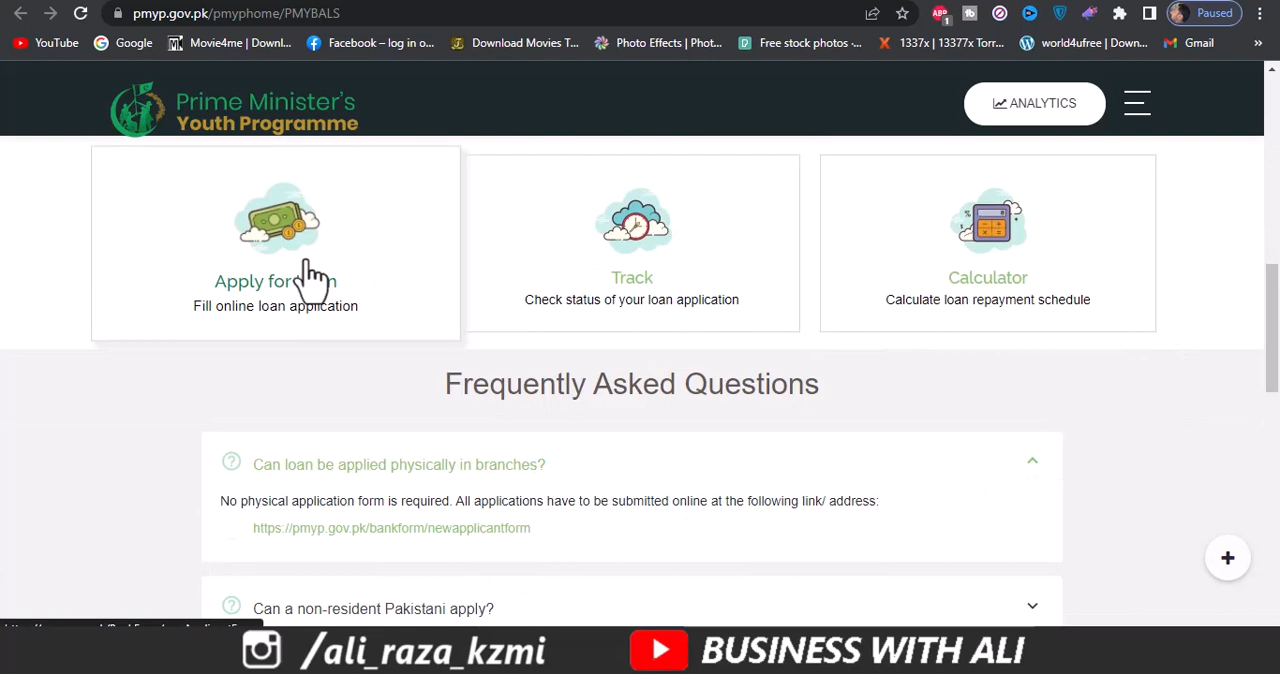 pmyp.gov.pk/pmyphome/PMYBALS
ABP
1
tb
Paused
YouTube
Google
Movie4me | Downl...
Facebook – log in o...
Download Movies T...
Photo Effects | Phot...
Free stock photos -...
1337x | 13377x Torr...
world4ufree | Down...
Gmail
»
Prime Minister's
Youth Programme
ANALYTICS
Apply for
Fill online loan application
Track
Check status of your loan application
Calculator
Calculate loan repayment schedule
Frequently Asked Questions
Can loan be applied physically in branches?
No physical application form is required. All applications have to be submitted online at the following link/ address:
https://pmyp.gov.pk/bankform/newapplicantform
+
Can a non-resident Pakistani apply?
/ali_raza_kzmi
BUSINESS WITH ALI